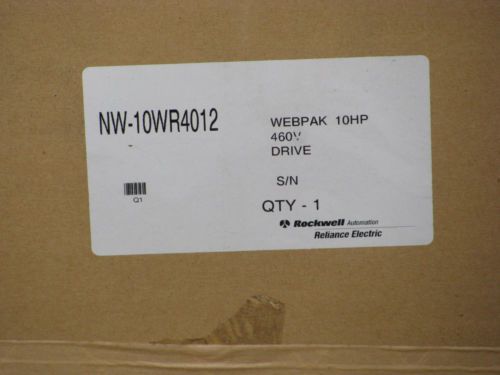 NW-10WR4012
WEBPAK 10HP
460V
DRIVE
S/N
Q1
QTY - 1
Rockwell Automation
Reliance Electric